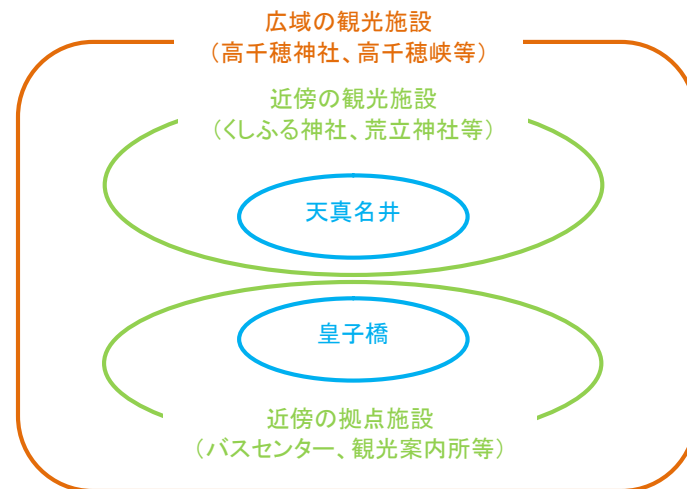 広域の観光施設
（高千穂神社、高千穂峡等）
近傍の観光施設
（くしふる神社、荒立神社等）
天真名井
皇子橋
近傍の拠点施設
（バスセンター、観光案内所等）